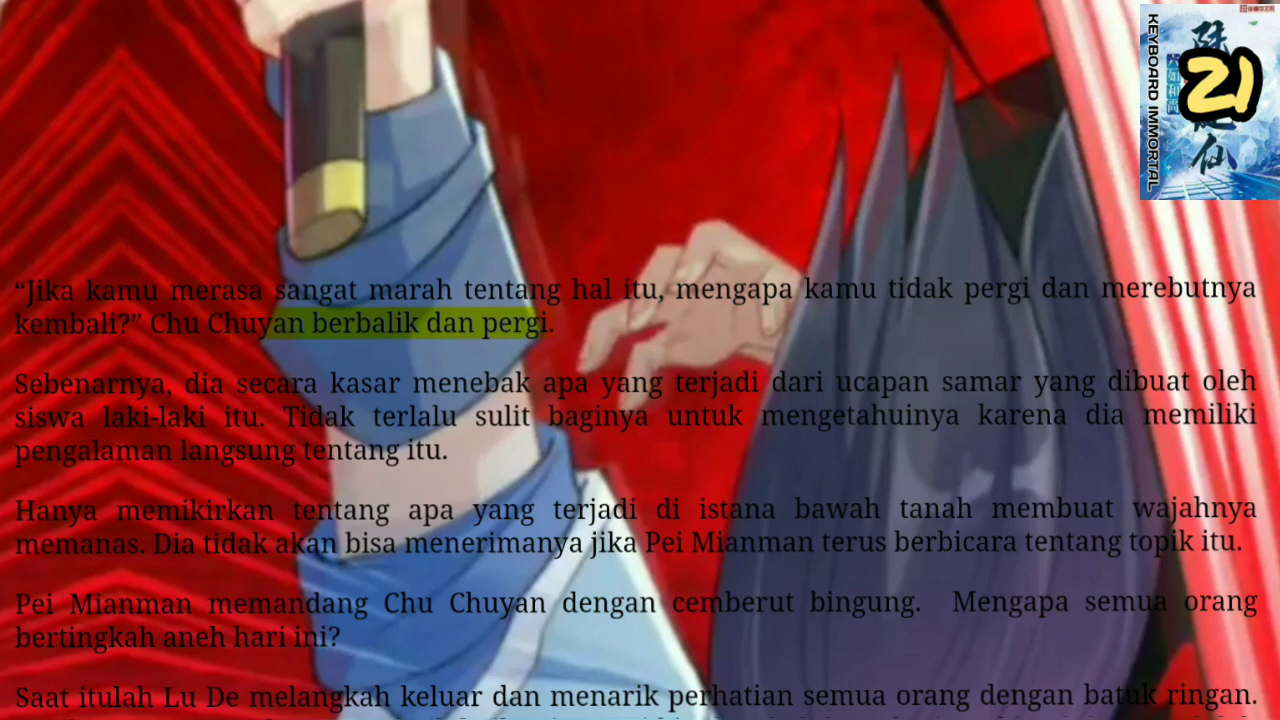 “Jika kamu merasa sangat marah tentang hal itu, mengapa kamu tidak pergi dan merebutnya
kembali?” Chu Chuyan berbalik dan pergi.
Sebenarnya, dia secara kasar menebak apa yang terjadi dari ucapan samar yang dibuat oleh
siswa laki-laki itu. Tidak terlalu sulit baginya untuk mengetahuinya karena dia memiliki
pengalaman langsung tentang itu.
Hanya memikirkan tentang apa yang terjadi di istana bawah tanah membuat wajahnya
memanas. Dia tidak akan bisa menerimanya jika Pei Mianman terus berbicara tentang topik itu.
Pei Mianman memandang Chu Chuyan dengan cemberut bingung. Mengapa semua orang
bertingkah aneh hari ini?
Saat itulah Lu De melangkah keluar dan menarik perhatian semua orang dengan batuk ringan.
KEYBOARD IMMORTAL
21
六如和尚
仙